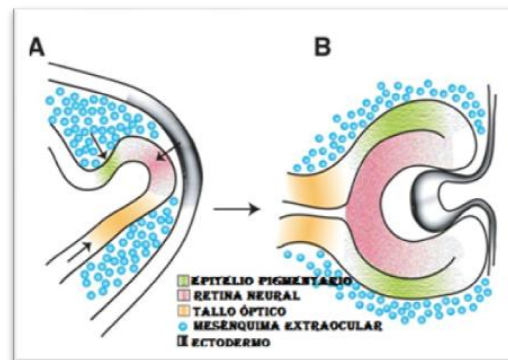 A
B
EPITELIO PIGMENTARIO
RETINA NEURAL
TALLO ÓPTICO
MESÉNQUIMA EXTRAOCULAR
ECTODERMO